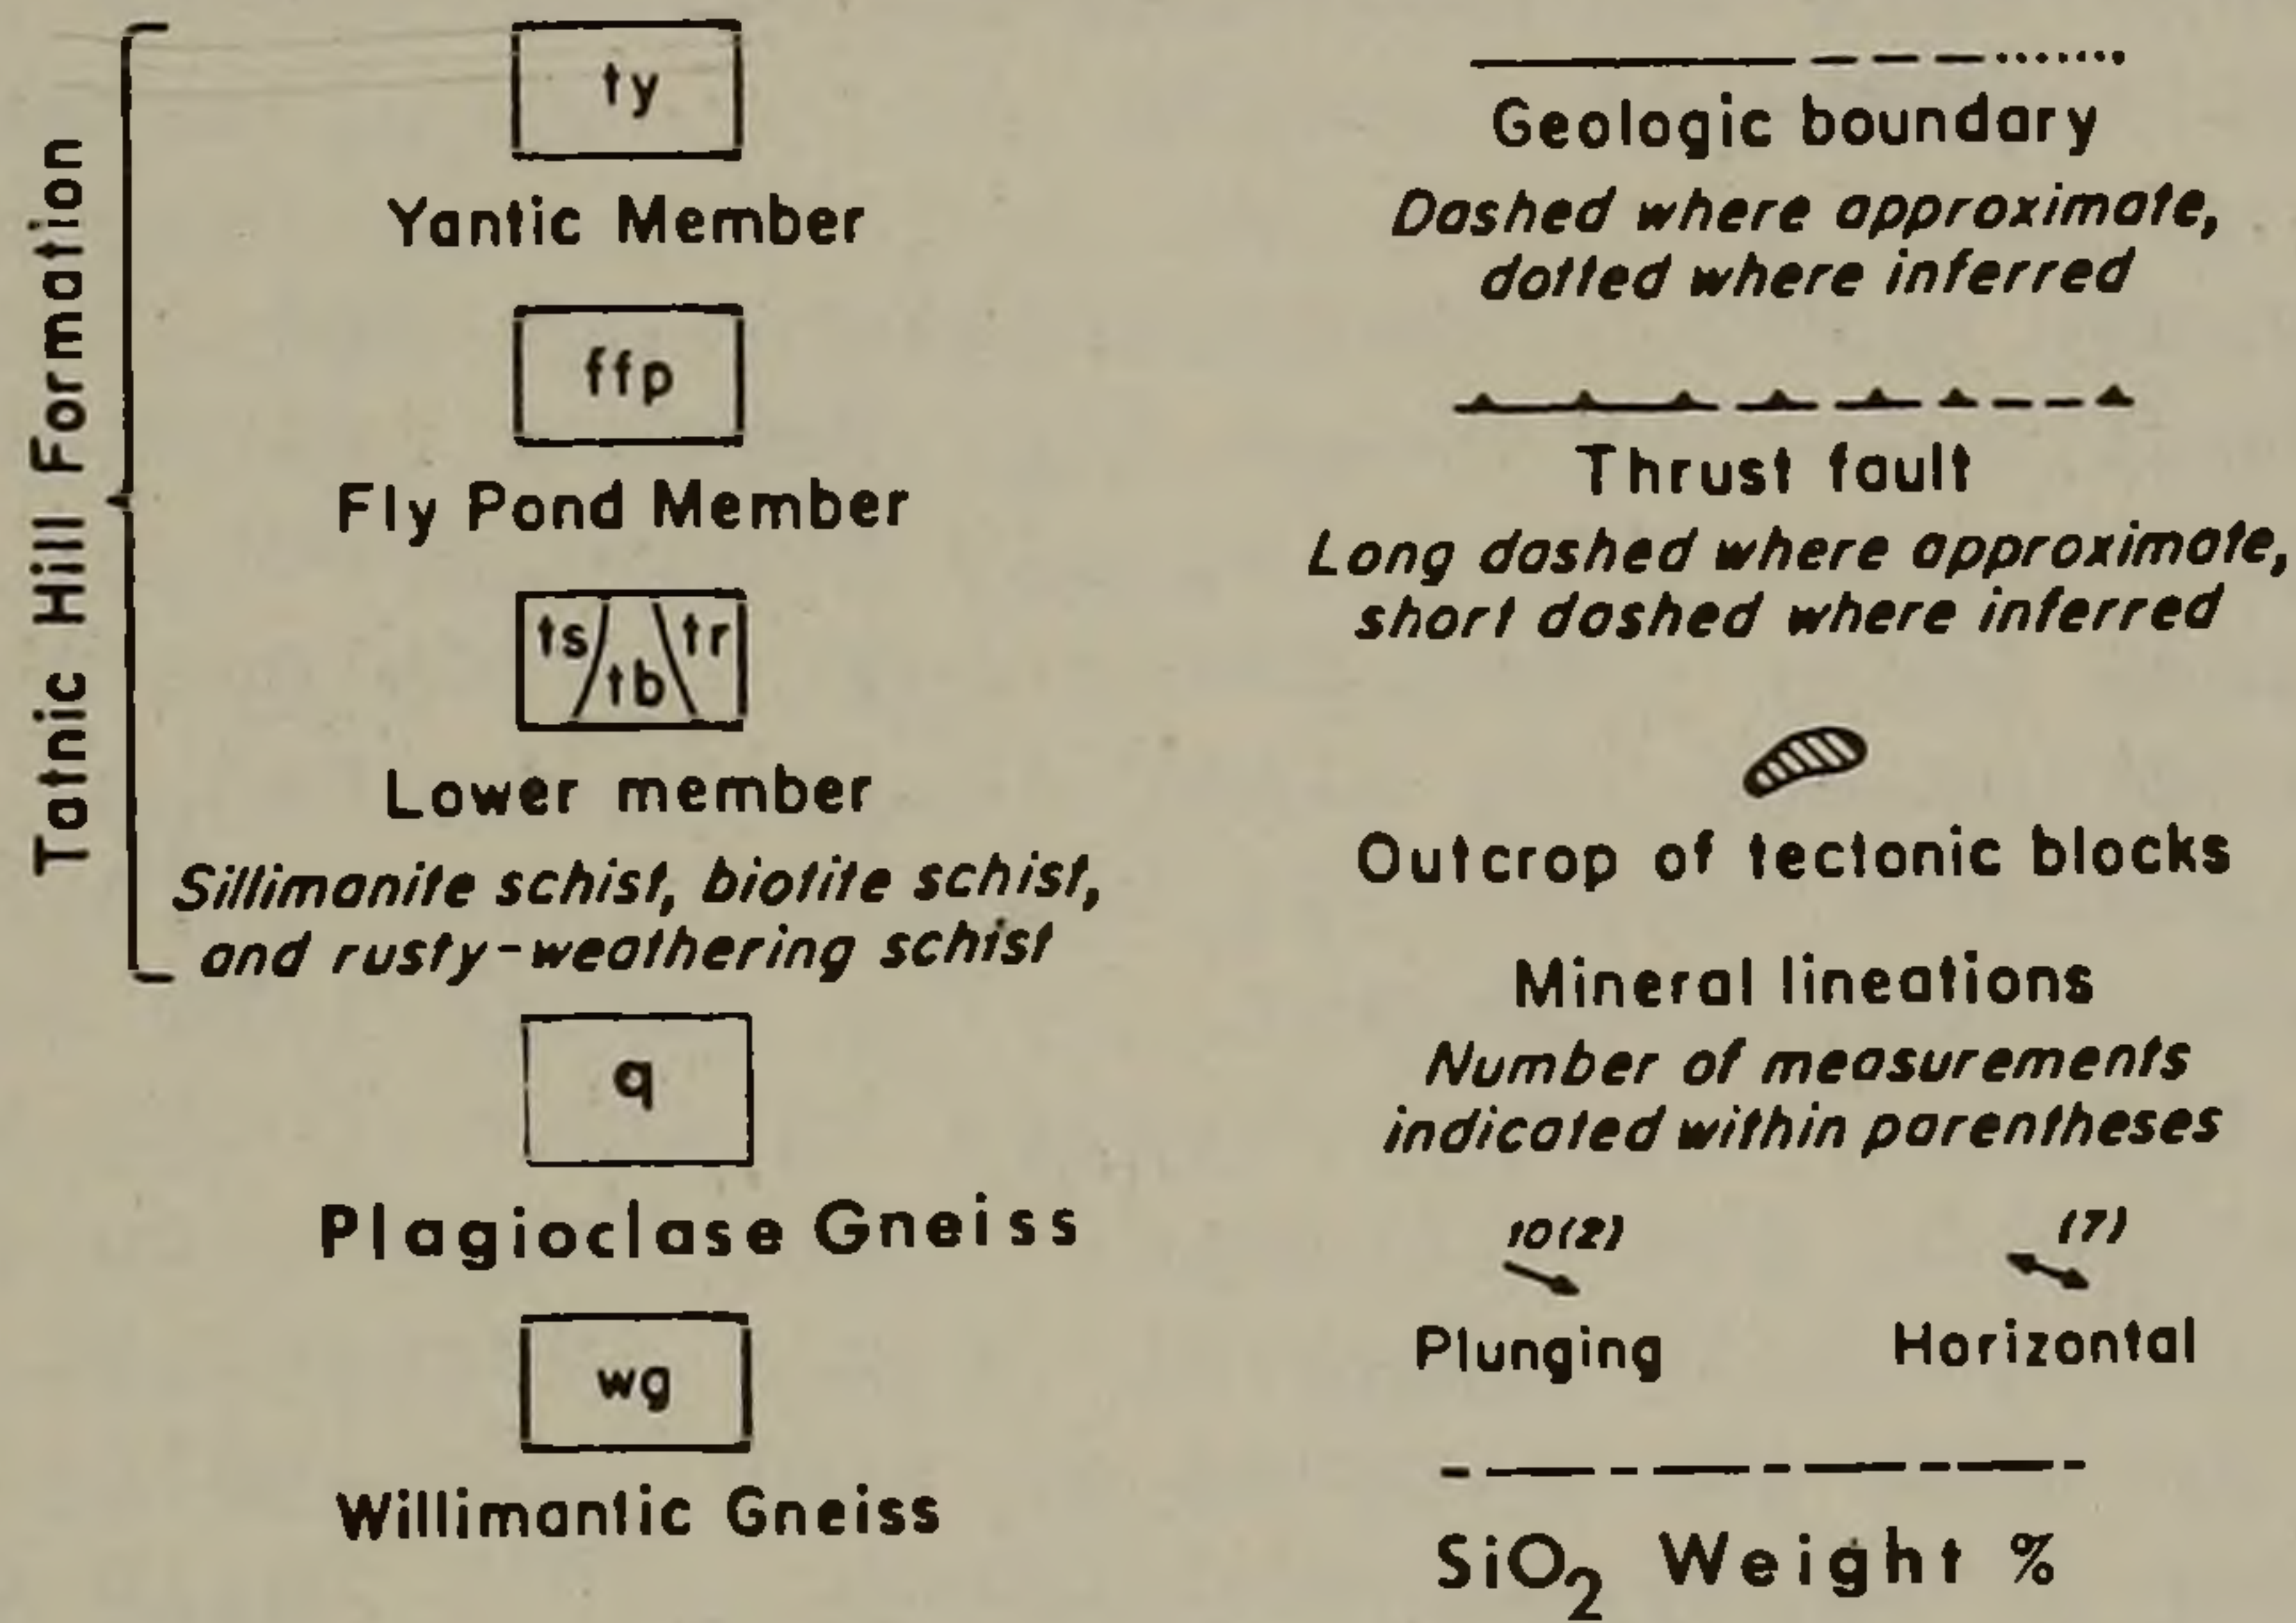 Tatnic Hill Formation
ty
Yantic Member
ffp
Fly Pond Member
ts tb tr
Lower member
Sillimanite schist, biotite schist,
and rusty-weathering schist
q
Plagioclase Gneiss
wg
Willimantic Gneiss
Geologic boundary
Dashed where approximate,
dotted where inferred
Thrust fault
Long dashed where approximate,
short dashed where inferred
Outcrop of tectonic blocks
Mineral lineations
Number of measurements
indicated within parentheses
10(2) (7)
Plunging Horizontal
SiO2 Weight %